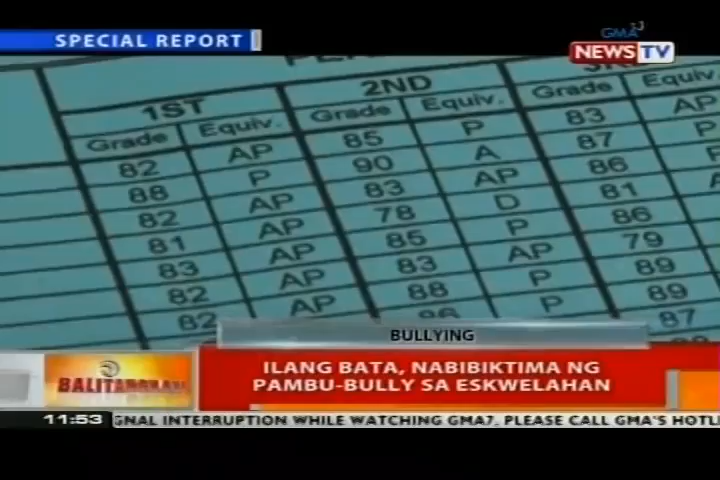 SPECIAL REPORT
GMA
NEWS TV
1ST
2ND
Grade Equiv. Grade Equiv. Grade Equiv.
82 AP 85 P 83 AP
88 P 90 A 87 P
82 AP 83 AP 86
81 AP 78 D 81
83 AP 85 P 86
82 AP 83 AP 79
82 AP 88 P 89
P 89
87
BULLYING
ILANG BATA, NABIBIKTIMA NG
PAMBU-BULLY SA ESKWELAHAN
BALITANGHALI
11:53 GNAL INTERRUPTION WHILE WATCHING GMA7, PLEASE CALL GMA'S HOTL